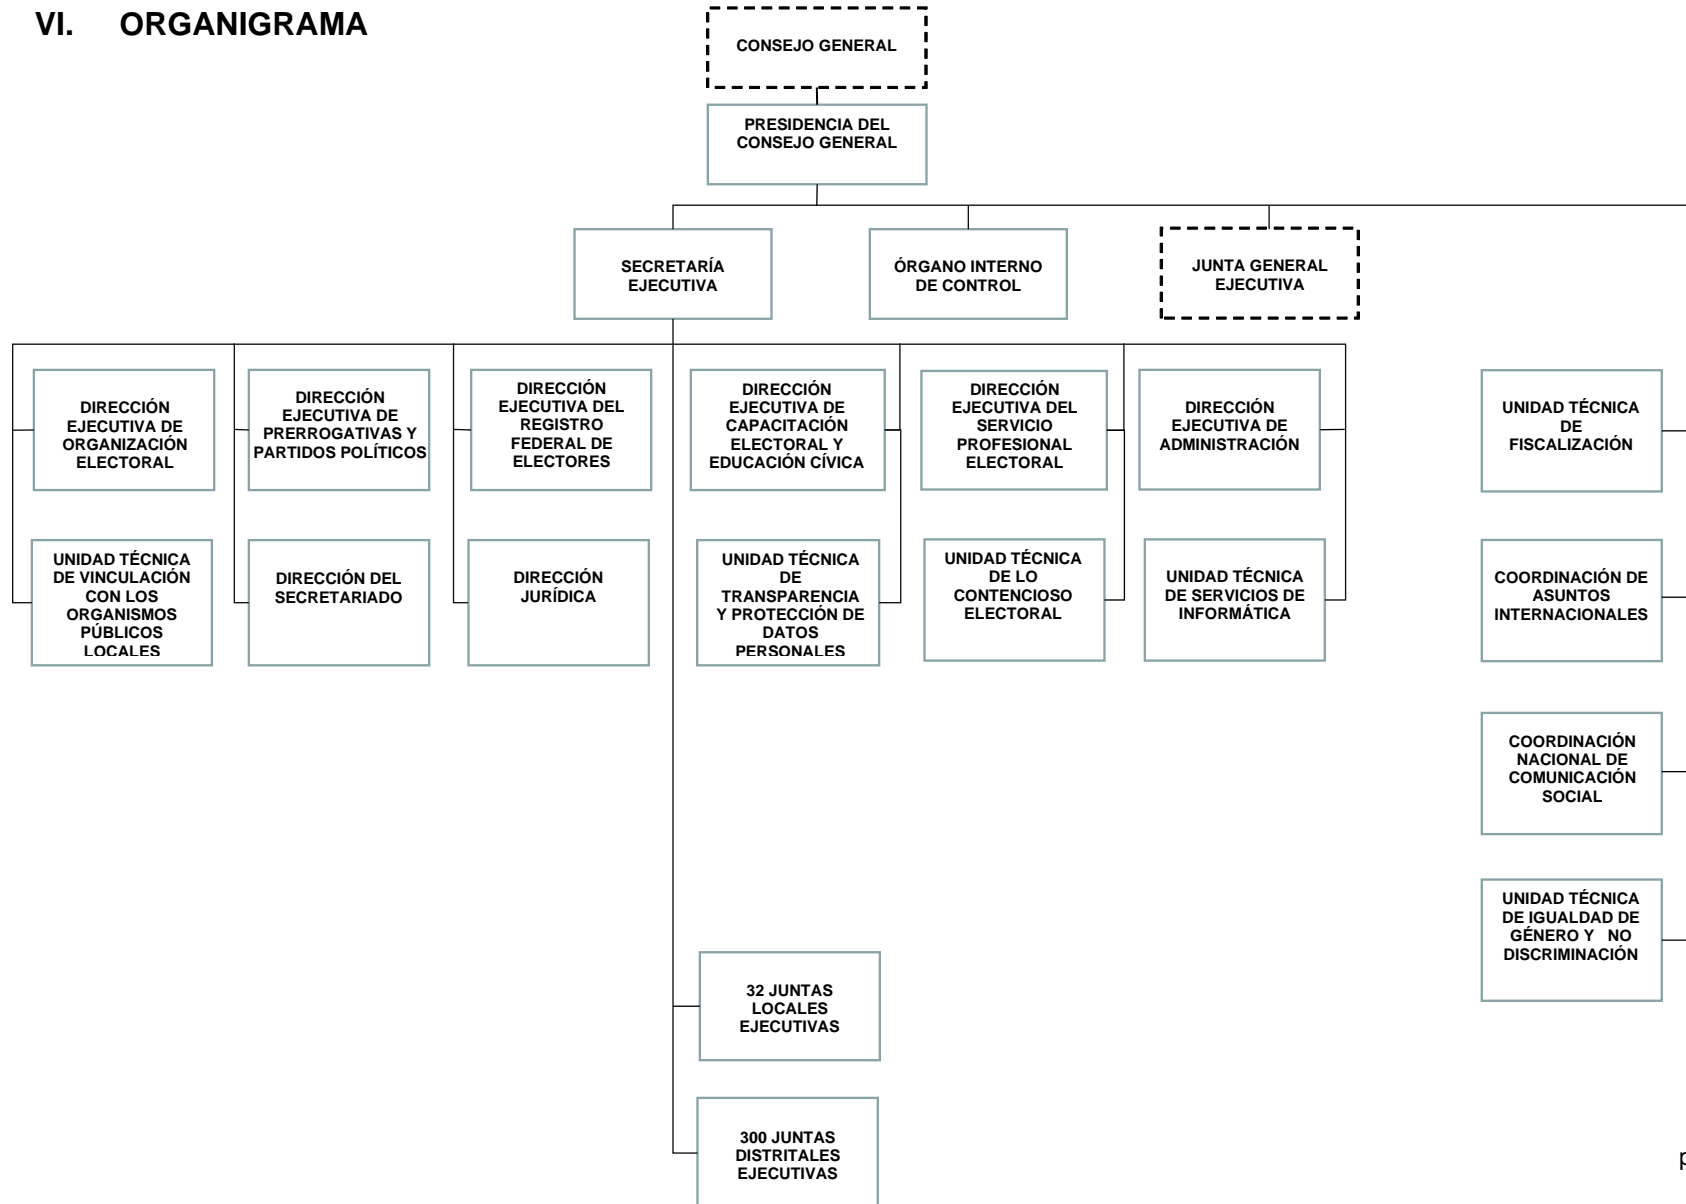 VI. ORGANIGRAMA
CONSEJO GENERAL
PRESIDENCIA DEL
CONSEJO GENERAL
SECRETARÍA
EJECUTIVA
ÓRGANO INTERNO
DE CONTROL
JUNTA GENERAL
EJECUTIVA
DIRECCIÓN
EJECUTIVA DE
ORGANIZACIÓN
ELECTORAL
DIRECCIÓN
EJECUTIVA DE
PRERROGATIVAS Y
PARTIDOS POLÍTICOS
DIRECCIÓN
EJECUTIVA DEL
REGISTRO
FEDERAL DE
ELECTORES
DIRECCIÓN
EJECUTIVA DE
CAPACITACIÓN
ELECTORAL Y
EDUCACIÓN CÍVICA
DIRECCIÓN
EJECUTIVA DEL
SERVICIO
PROFESIONAL
ELECTORAL
DIRECCIÓN
EJECUTIVA DE
ADMINISTRACIÓN
UNIDAD TÉCNICA
DE
FISCALIZACIÓN
UNIDAD TÉCNICA
DE VINCULACIÓN
CON LOS
ORGANISMOS
PÚBLICOS
LOCALES
DIRECCIÓN DEL
SECRETARIADO
DIRECCIÓN
JURÍDICA
UNIDAD TÉCNICA
DE
TRANSPARENCIA
Y PROTECCIÓN DE
DATOS
PERSONALES
UNIDAD TÉCNICA
DE LO
CONTENCIOSO
ELECTORAL
UNIDAD TÉCNICA
DE SERVICIOS DE
INFORMÁTICA
COORDINACIÓN DE
ASUNTOS
INTERNACIONALES
COORDINACIÓN
NACIONAL DE
COMUNICACIÓN
SOCIAL
UNIDAD TÉCNICA
DE IGUALDAD DE
GÉNERO Y NO
DISCRIMINACIÓN
32 JUNTAS
LOCALES
EJECUTIVAS
300 JUNTAS
DISTRITALES
EJECUTIVAS
p